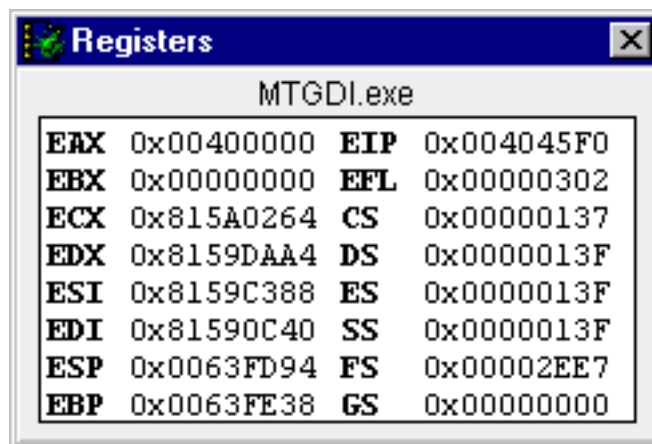 Registers
MTGDI.exe
EAX 0x00400000 EIP 0x004045F0
EBX 0x00000000 EFL 0x00000302
ECX 0x815A0264 CS 0x00000137
EDX 0x8159DAA4 DS 0x0000013F
ESI 0x8159C388 ES 0x0000013F
EDI 0x81590C40 SS 0x0000013F
ESP 0x0063FD94 FS 0x00002EE7
EBP 0x0063FE38 GS 0x00000000